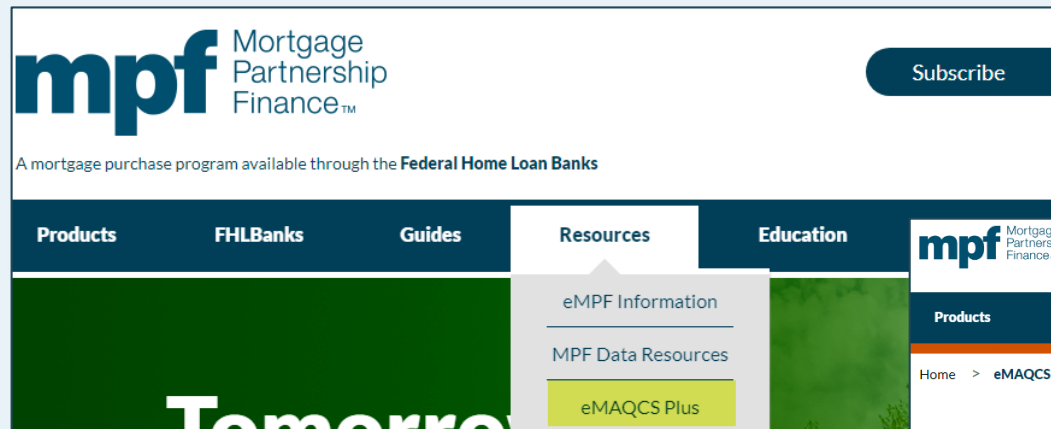 mpf Mortgage
Partnership
Finance™
Subscribe
A mortgage purchase program available through the Federal Home Loan Banks
Products FHLBanks Guides Resources Education
eMPF Information
MPF Data Resources
eMAQCS Plus
mpf
Finance
Products
Home > eMAQCS